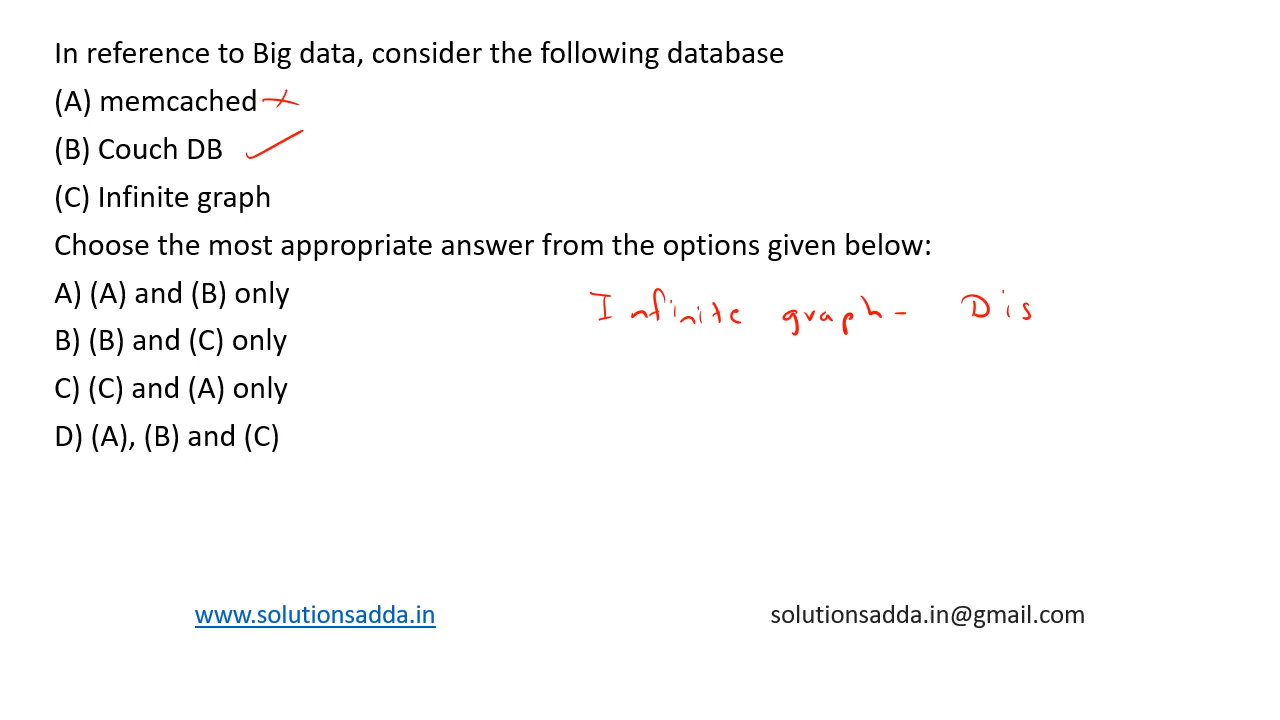 In reference to Big data, consider the following database
(A) memcached
(B) Couch DB
(C) Infinite graph
Choose the most appropriate answer from the options given below:
A) (A) and (B) only
Infinite graph - Dis
B) (B) and (C) only
C) (C) and (A) only
D) (A), (B) and (C)
www.solutionsadda.in solutionsadda.in@gmail.com